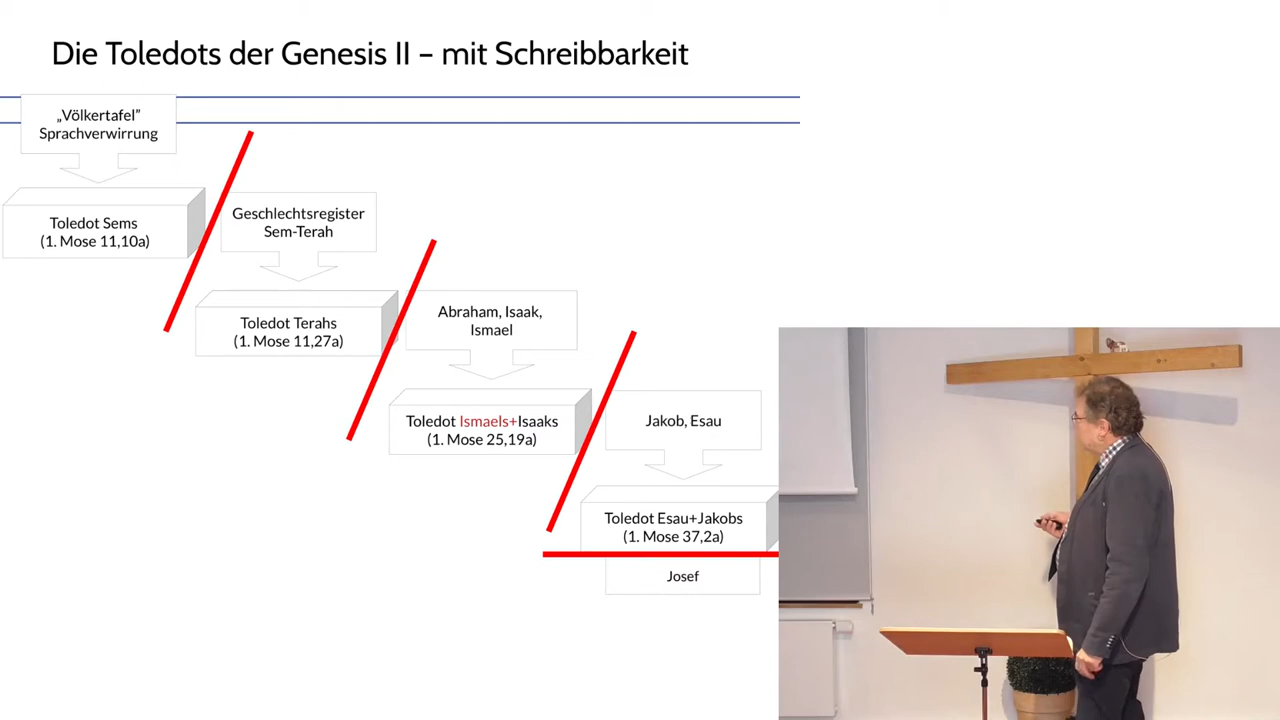 Die Toledots der Genesis II – mit Schreibbarkeit
„Völkertafel”
Sprachverwirrung
Toledot Sems
(1. Mose 11,10a)
Geschlechtsregister
Sem-Terah
Toledot Terahs
(1. Mose 11,27a)
Abraham, Isaak,
Ismael
Toledot Ismaels+Isaaks
(1. Mose 25,19a)
Jakob, Esau
Toledot Esau+Jakobs
(1. Mose 37,2a)
Josef